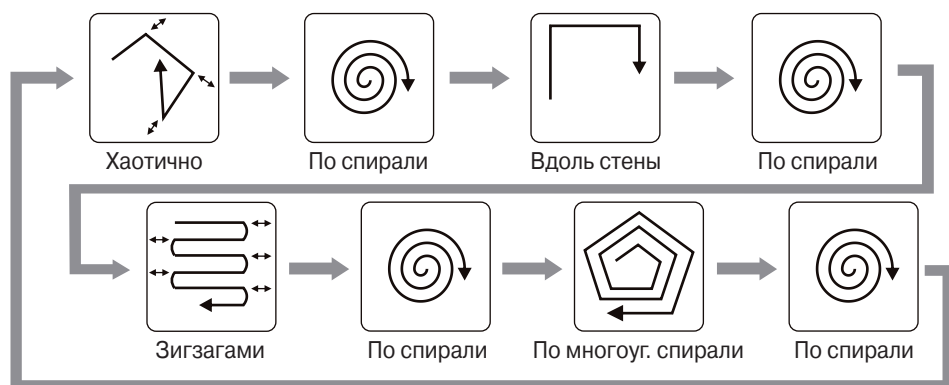 Хаотично
По спирали
Вдоль стены
По спирали
Зигзагами
По спирали
По многоуг. спирали
По спирали